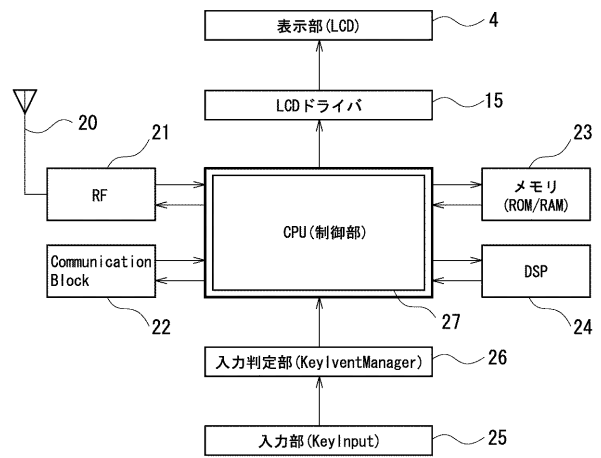 表示部(LCD)
4
LCDドライバ
15
20
21
RF
CPU(制御部)
23
メモリ
(ROM/RAM)
Communication
Block
22
27
DSP
24
入力判定部(KeyIventManager)
26
入力部(KeyInput)
25